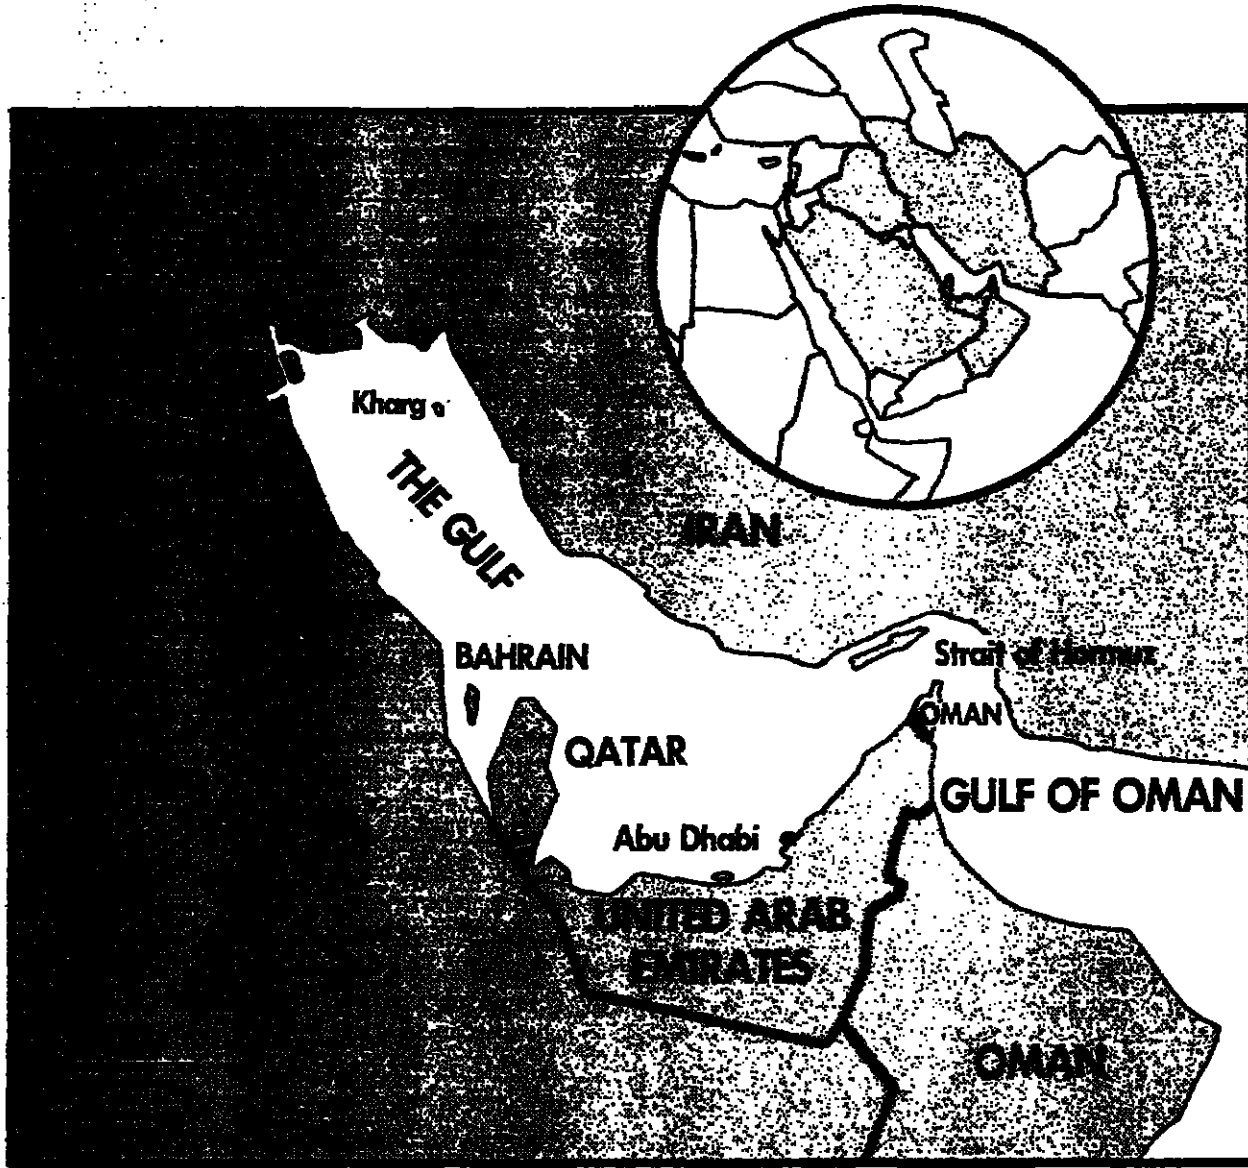 Kharg
THE GULF
IRAN
BAHRAIN
Strait of Hormuz
OMAN
QATAR
GULF OF OMAN
Abu Dhabi
UNITED ARAB
EMIRATES
OMAN